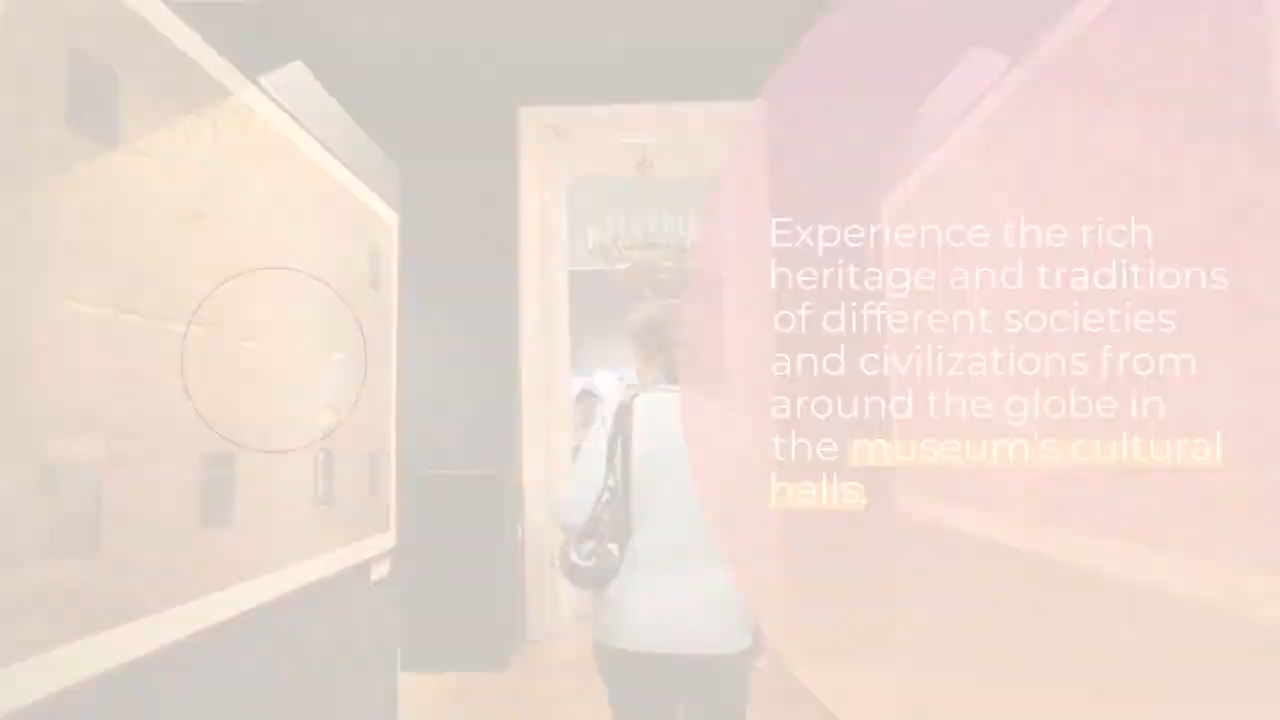 Experience the rich
heritage and traditions
of different societies
and civilizations from
around the globe in
the museum's cultural
halls.